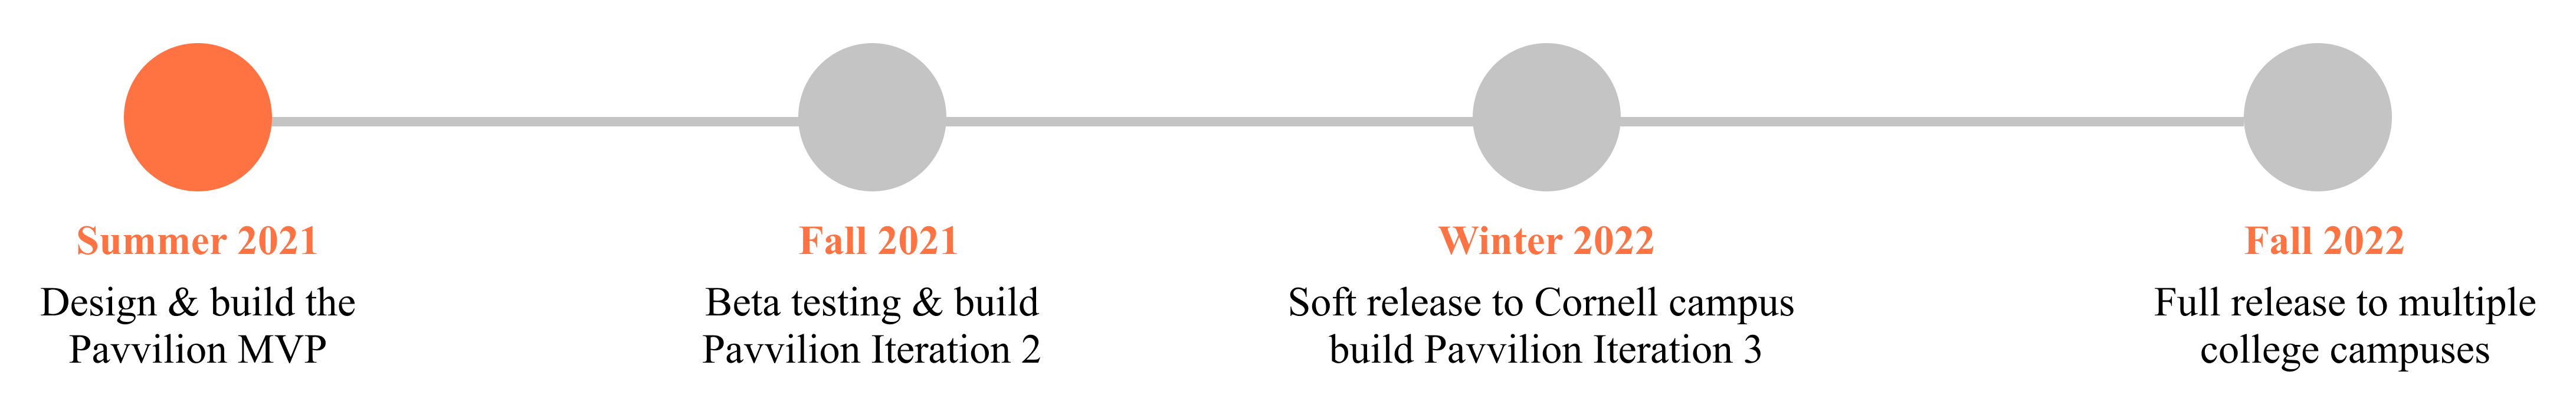 Summer 2021
Design & build the
Pavvilion MVP
Fall 2021
Beta testing & build
Pavvilion Iteration 2
Winter 2022
Soft release to Cornell campus
build Pavvilion Iteration 3
Fall 2022
Full release to multiple
college campuses